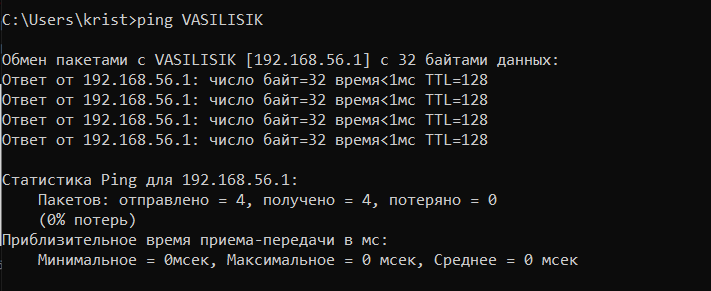 C:\Users\krist>ping VASILISIK
Обмен пакетами с VASILISIK [192.168.56.1] с 32 байтами данных:
Ответ от 192.168.56.1: число байт=32 время<1мс TTL=128
Ответ от 192.168.56.1: число байт=32 время<1мс TTL=128
Ответ от 192.168.56.1: число байт=32 время<1мс TTL=128
Ответ от 192.168.56.1: число байт=32 время<1мс TTL=128
Статистика Ping для 192.168.56.1:
Пакетов: отправлено = 4, получено = 4, потеряно = 0
(0% потерь)
Приблизительное время приема-передачи в мс:
Минимальное = 0мсек, Максимальное = 0 мсек, Среднее = 0 мсек